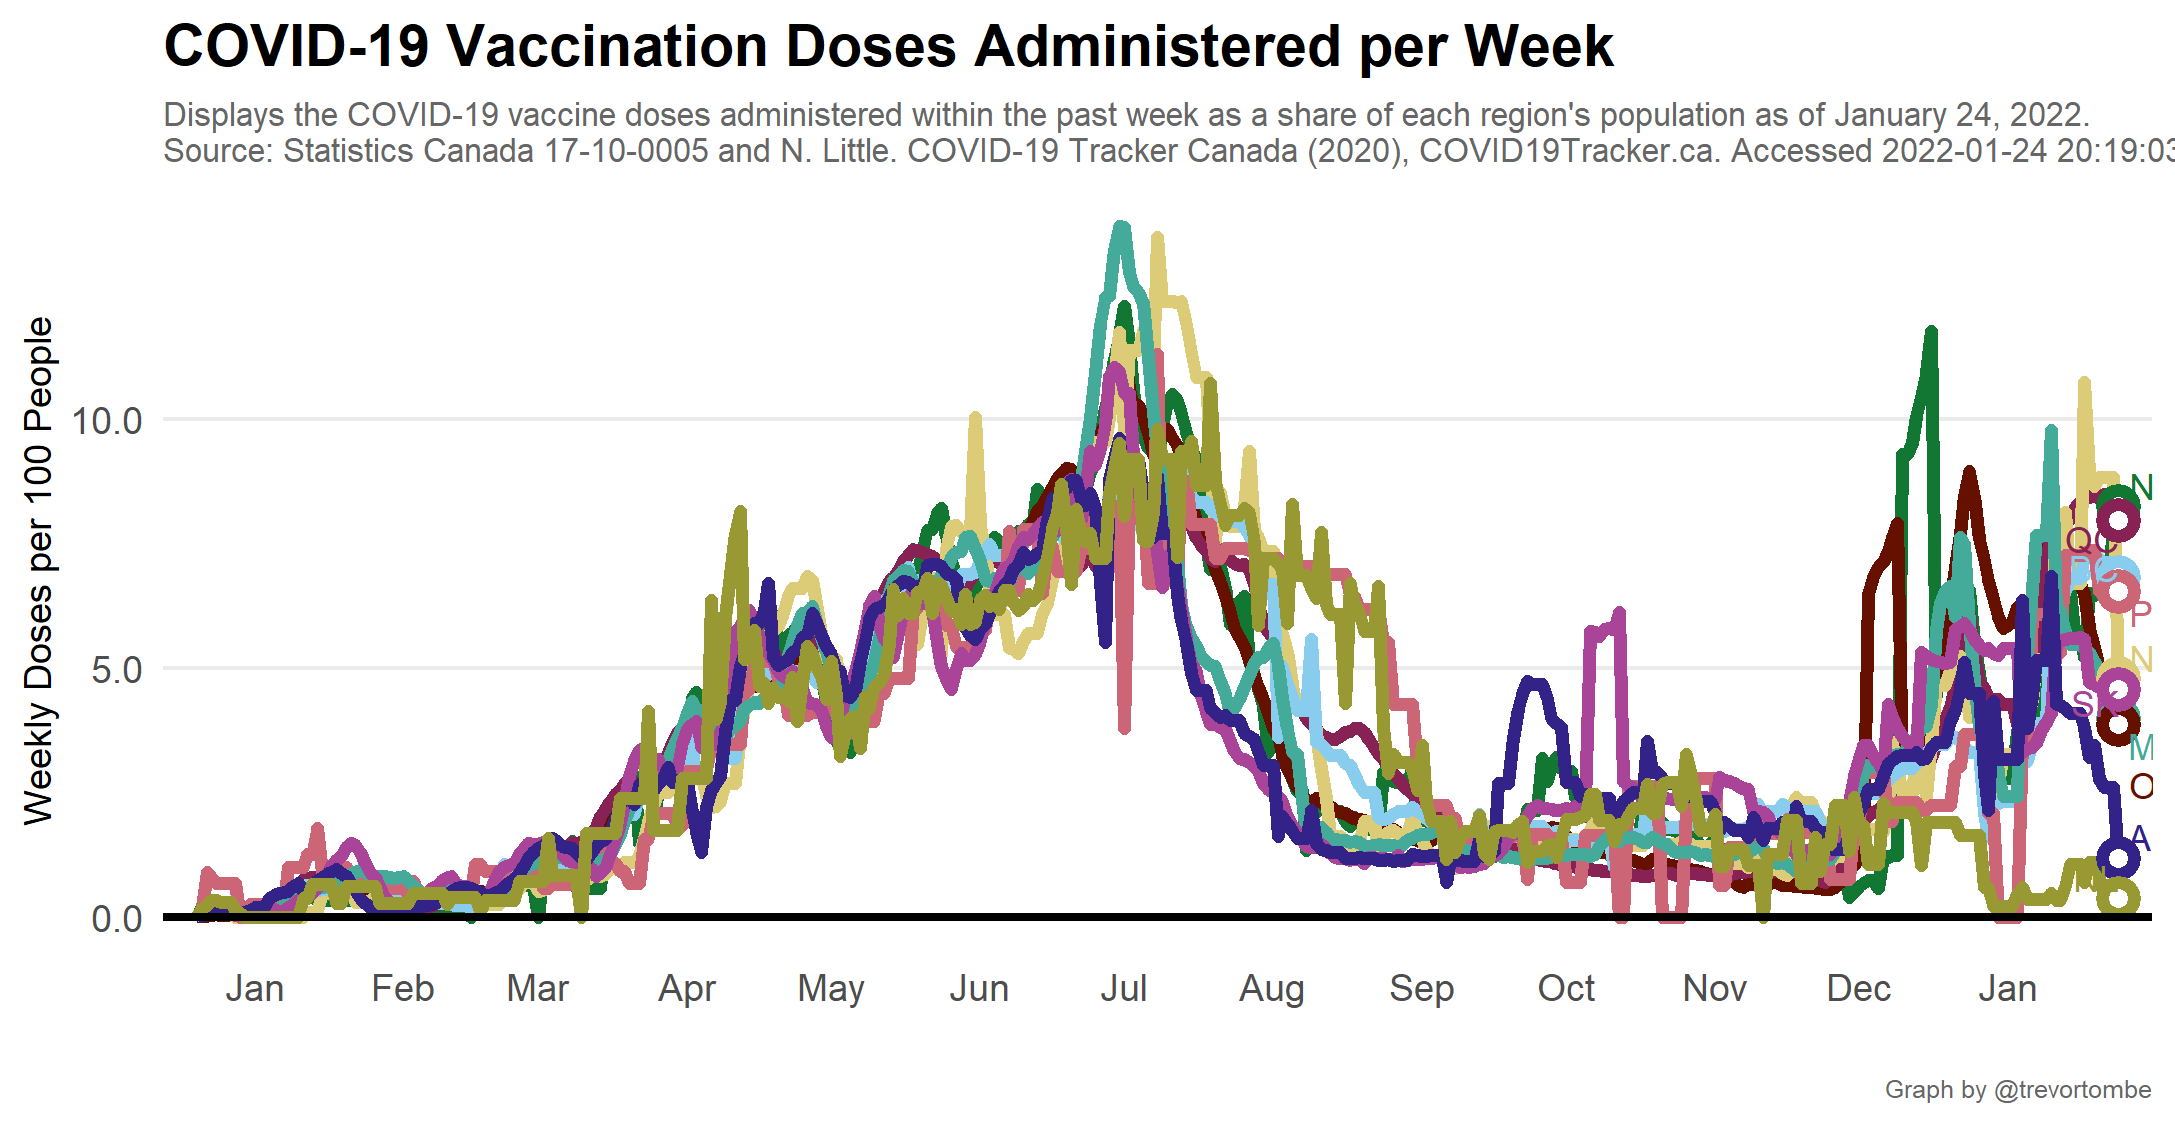 COVID-19 Vaccination Doses Administered per Week
Displays the COVID-19 vaccine doses administered within the past week as a share of each region's population as of January 24, 2022.
Source: Statistics Canada 17-10-0005 and N. Little. COVID-19 Tracker Canada (2020), COVID19Tracker.ca. Accessed 2022-01-24 20:19:03
Weekly Doses per 100 People
10.0
5.0
0.0
N
QC
BC
P
N
S
M
O
A
Jan Feb Mar Apr May Jun Jul Aug Sep Oct Nov Dec Jan
Graph by @trevortombe